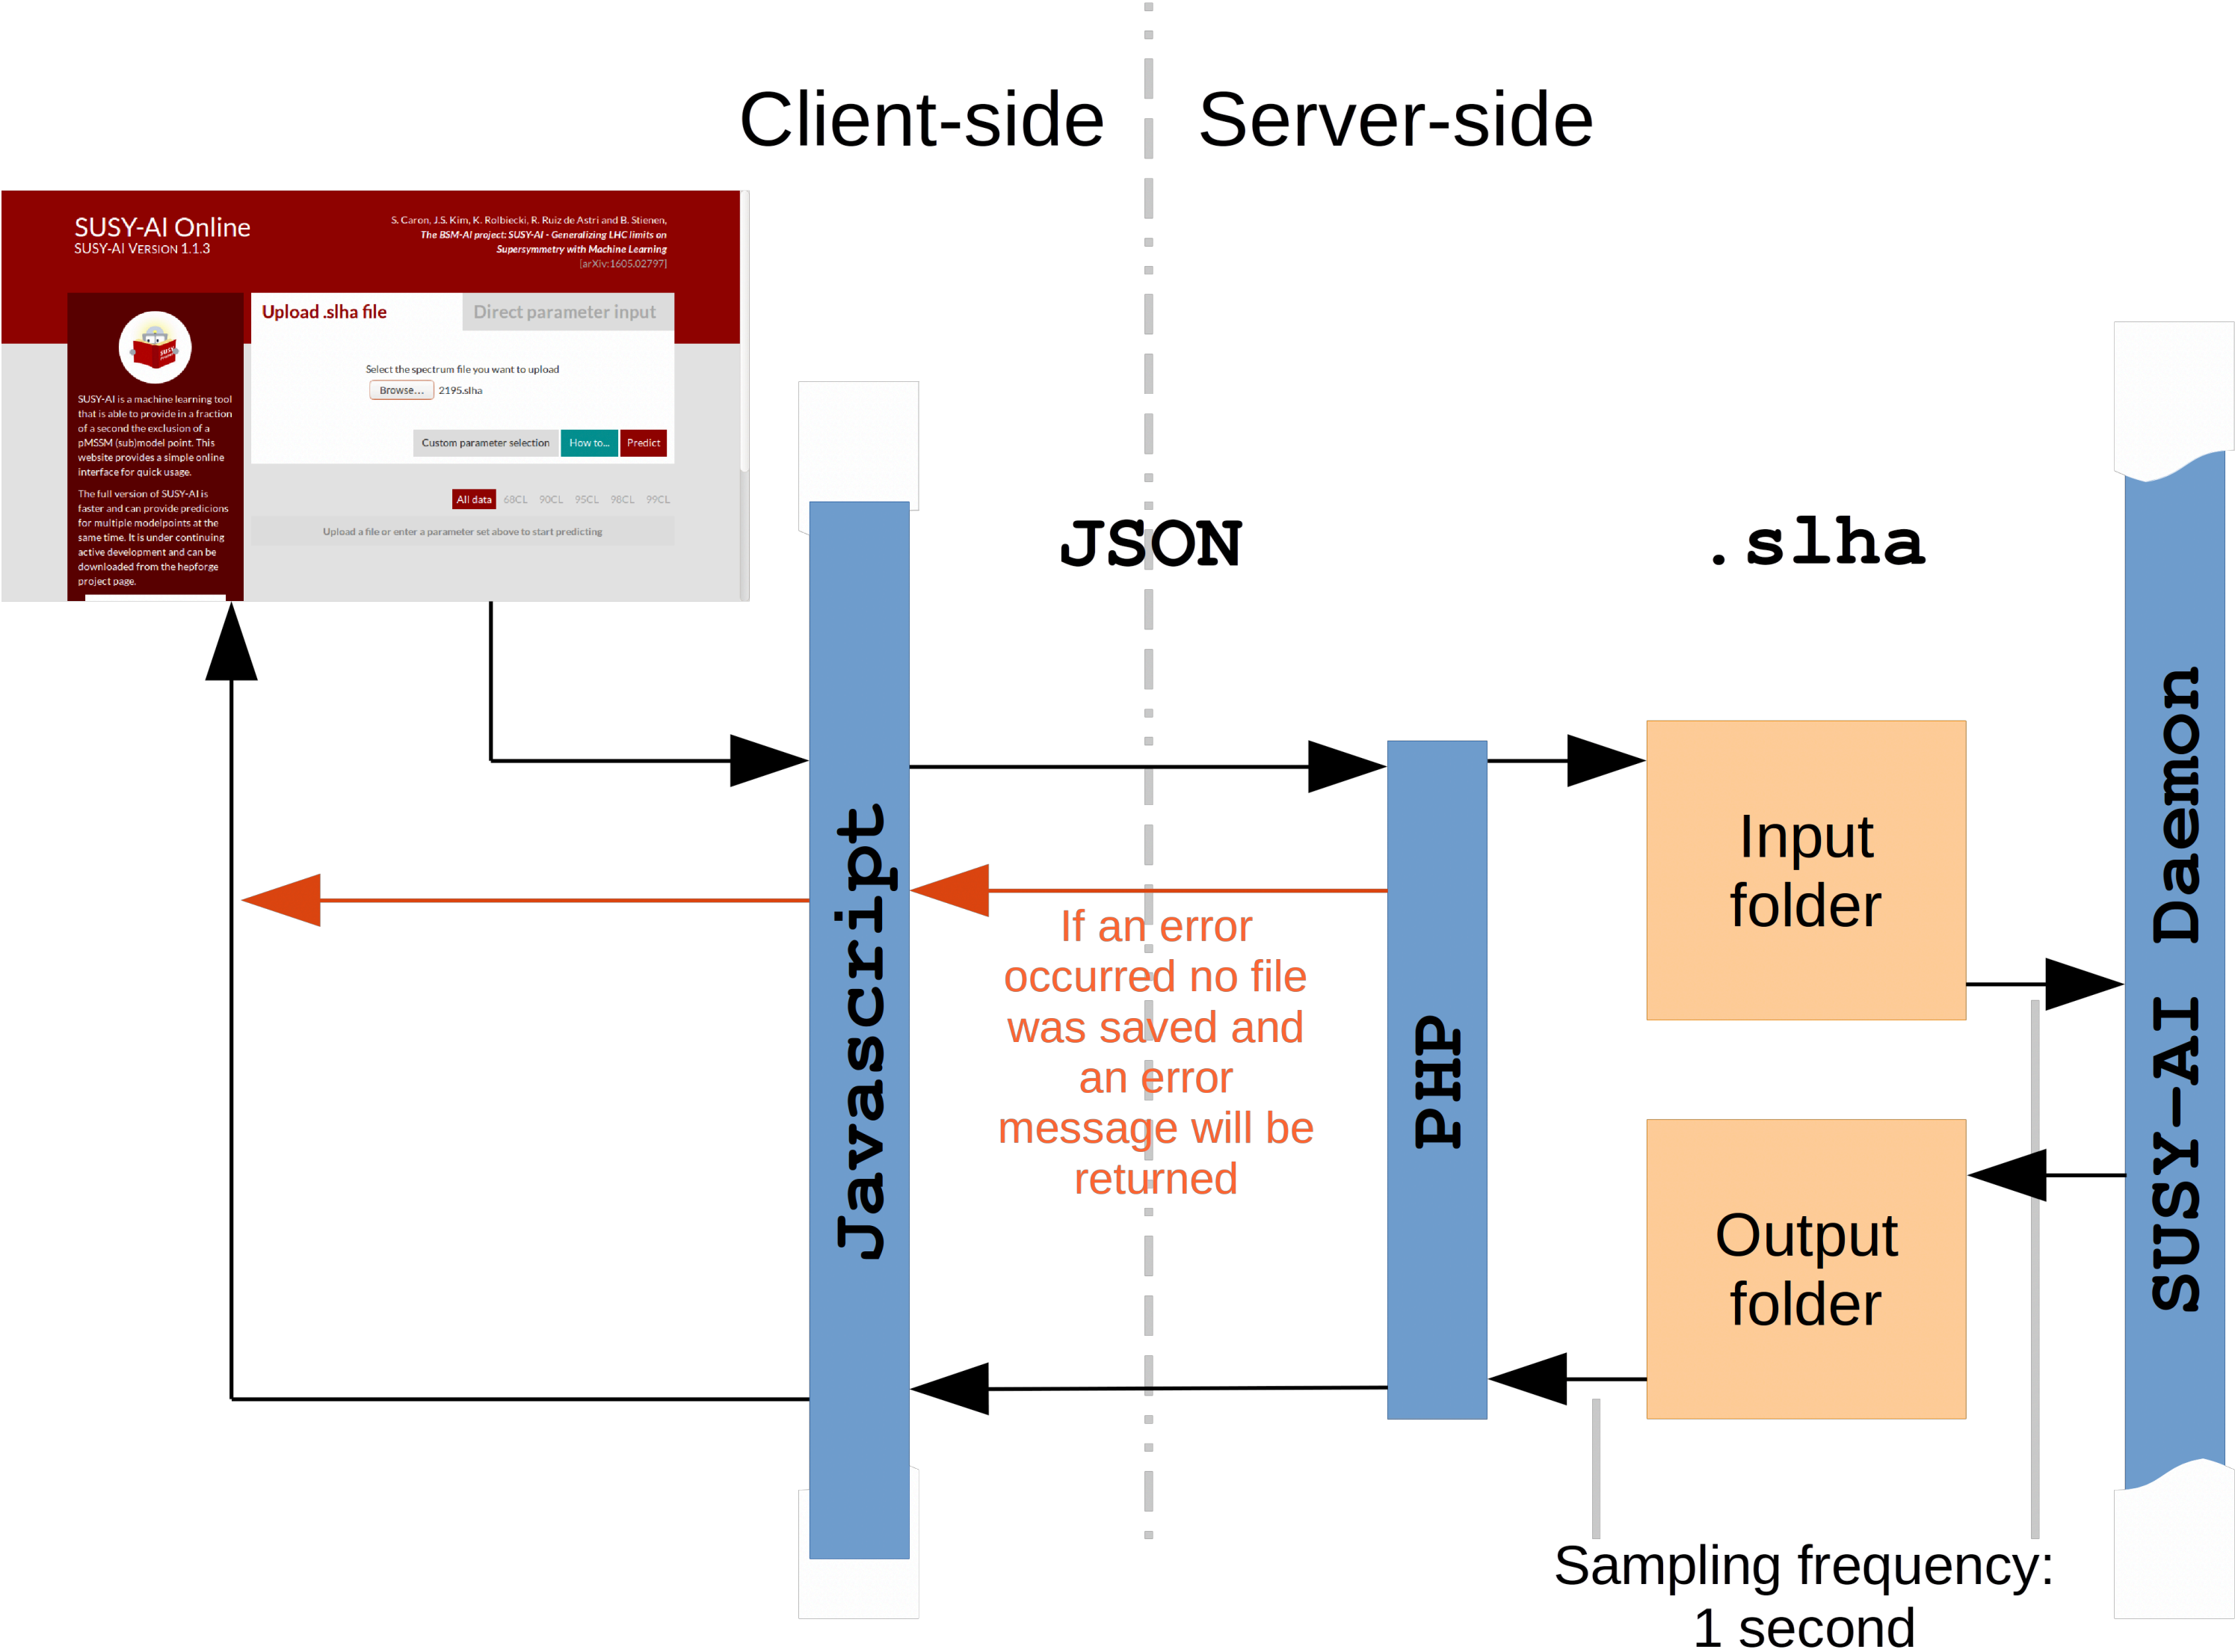 Client-side
Server-side
SUSY-AI Online
SUSY-AI VERSION 1.1.3
S. Caron, J.S. Kim, K. Rolbiecki, R. Ruiz de Astri and B. Stienen,
The BSM-AI project: SUSY-AI - Generalizing LHC limits on
Supersymmetry with Machine Learning
[arXiv:1605.02797]
SUSY-AI is a machine learning tool
that is able to provide in a fraction
of a second the exclusion of a
pMSSM (sub)model point. This
website provides a simple online
interface for quick usage.
The full version of SUSY-AI is
faster and can provide predicions
for multiple modelpoints at the
same time. It is under continuing
active development and can be
downloaded from the hepforge
project page.
Upload .slha file
Direct parameter input
Select the spectrum file you want to upload
Browse... 2195.slha
Custom parameter selection How to... Predict
All data 68CL 90CL 95CL 98CL 99CL
Upload a file or enter a parameter set above to start predicting
JSON
.slha
Javascript
If an error
occurred no file
was saved and
an error
message will be
returned
PHP
Input
folder
Output
folder
SUSY-AI Daemon
Sampling frequency:
1 second